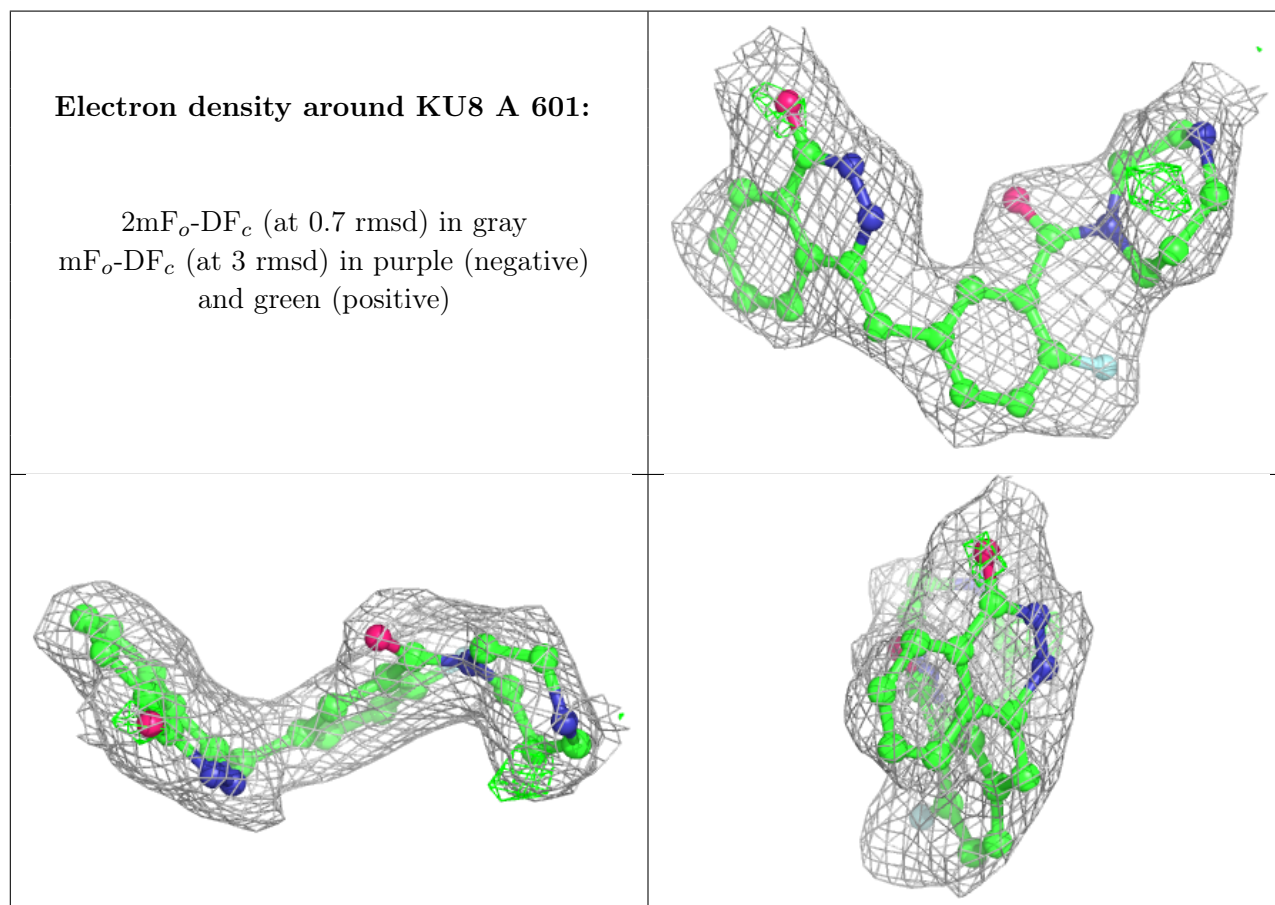 Electron density around KU8 A 601:
2mFo-DFc (at 0.7 rmsd) in gray
mFo-DFc (at 3 rmsd) in purple (negative)
and green (positive)